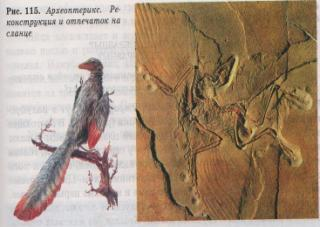 Рис. 115. Археоптерикс. Ре-
конструкция и отпечаток на
сланце